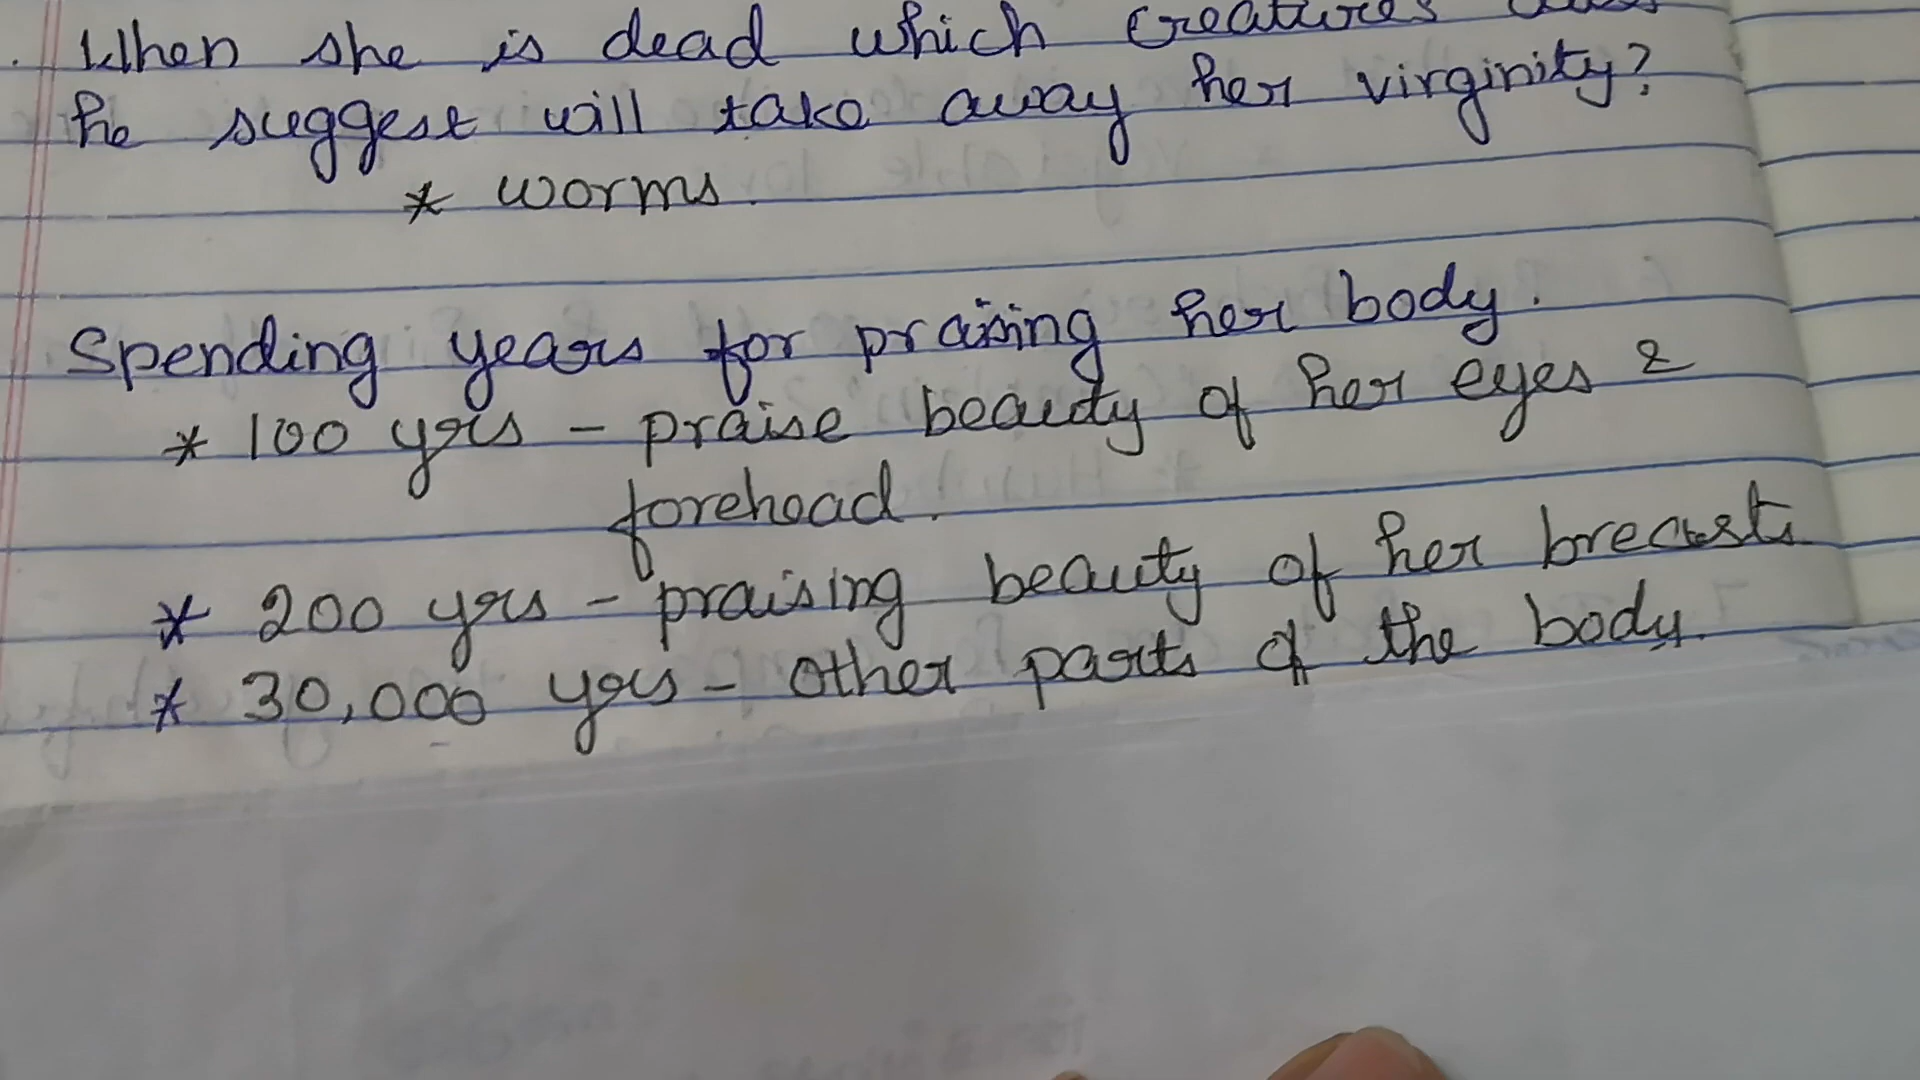 When she is dead which creatures does
he suggest will take away her virginity?
* worms.
Spending years for praising her body.
* 100 yrs - praise beauty of her eyes &
forehead.
* 200 yrs - praising beauty of her breasts
* 30,000 yrs - other parts of the body.